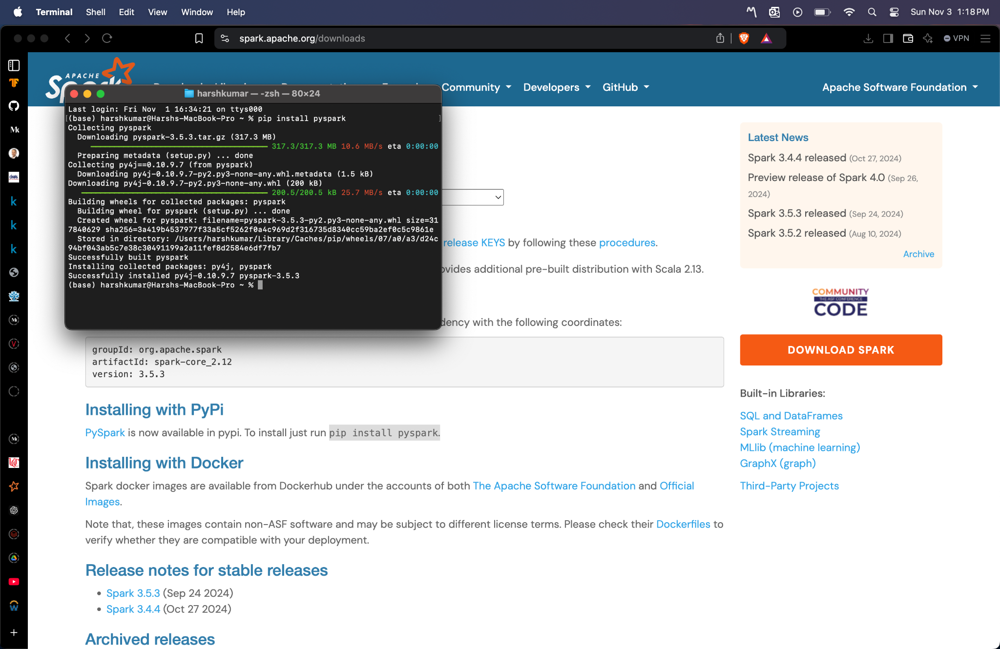 Terminal Shell Edit View Window Help
Sun Nov 3 1:18 PM
spark.apache.org/downloads
VPN
APACHE
Community Developers GitHub
Apache Software Foundation
harshkumar — -zsh — 80×24
Last login: Fri Nov  1 16:34:21 on ttys000
[(base) harshkumar@Harshs-MacBook-Pro ~ % pip install pyspark ]
Collecting pyspark
  Downloading pyspark-3.5.3.tar.gz (317.3 MB)
317.3/317.3 MB 10.6 MB/s eta 0:00:00
  Preparing metadata (setup.py) ... done
Collecting py4j==0.10.9.7 (from pyspark)
  Downloading py4j-0.10.9.7-py2.py3-none-any.whl.metadata (1.5 kB)
Downloading py4j-0.10.9.7-py2.py3-none-any.whl (200 kB)
200.5/200.5 kB 25.7 MB/s eta 0:00:00
Building wheels for collected packages: pyspark
  Building wheel for pyspark (setup.py) ... done
  Created wheel for pyspark: filename=pyspark-3.5.3-py2.py3-none-any.whl size=31
7840629 sha256=3a419b4537977f33a5cf5262f0a4c969d2f316735d8340cc59ba2ef0c5c9861e
  Stored in directory: /Users/harshkumar/Library/Caches/pip/wheels/07/a0/a3/d24c
94bf043ab5c7e38c30491199a2a11fef8d2584e6df7fb7
Successfully built pyspark
Installing collected packages: py4j, pyspark
Successfully installed py4j-0.10.9.7 pyspark-3.5.3
(base) harshkumar@Harshs-MacBook-Pro ~ %
release KEYS by following these procedures.
ovides additional pre-built distribution with Scala 2.13.
dency with the following coordinates:
groupId: org.apache.spark
artifactId: spark-core_2.12
version: 3.5.3
Installing with PyPi
PySpark is now available in pypi. To install just run pip install pyspark.
Installing with Docker
Spark docker images are available from Dockerhub under the accounts of both The Apache Software Foundation and Official
Images.
Note that, these images contain non-ASF software and may be subject to different license terms. Please check their Dockerfiles to
verify whether they are compatible with your deployment.
Release notes for stable releases
• Spark 3.5.3 (Sep 24 2024)
• Spark 3.4.4 (Oct 27 2024)
Archived releases
Latest News
Spark 3.4.4 released (Oct 27, 2024)
Preview release of Spark 4.0 (Sep 26,
2024)
Spark 3.5.3 released (Sep 24, 2024)
Spark 3.5.2 released (Aug 10, 2024)
Archive
COMMUNITY
THE ASF CONFERENCE
CODE
DOWNLOAD SPARK
Built-in Libraries:
SQL and DataFrames
Spark Streaming
MLlib (machine learning)
GraphX (graph)
Third-Party Projects